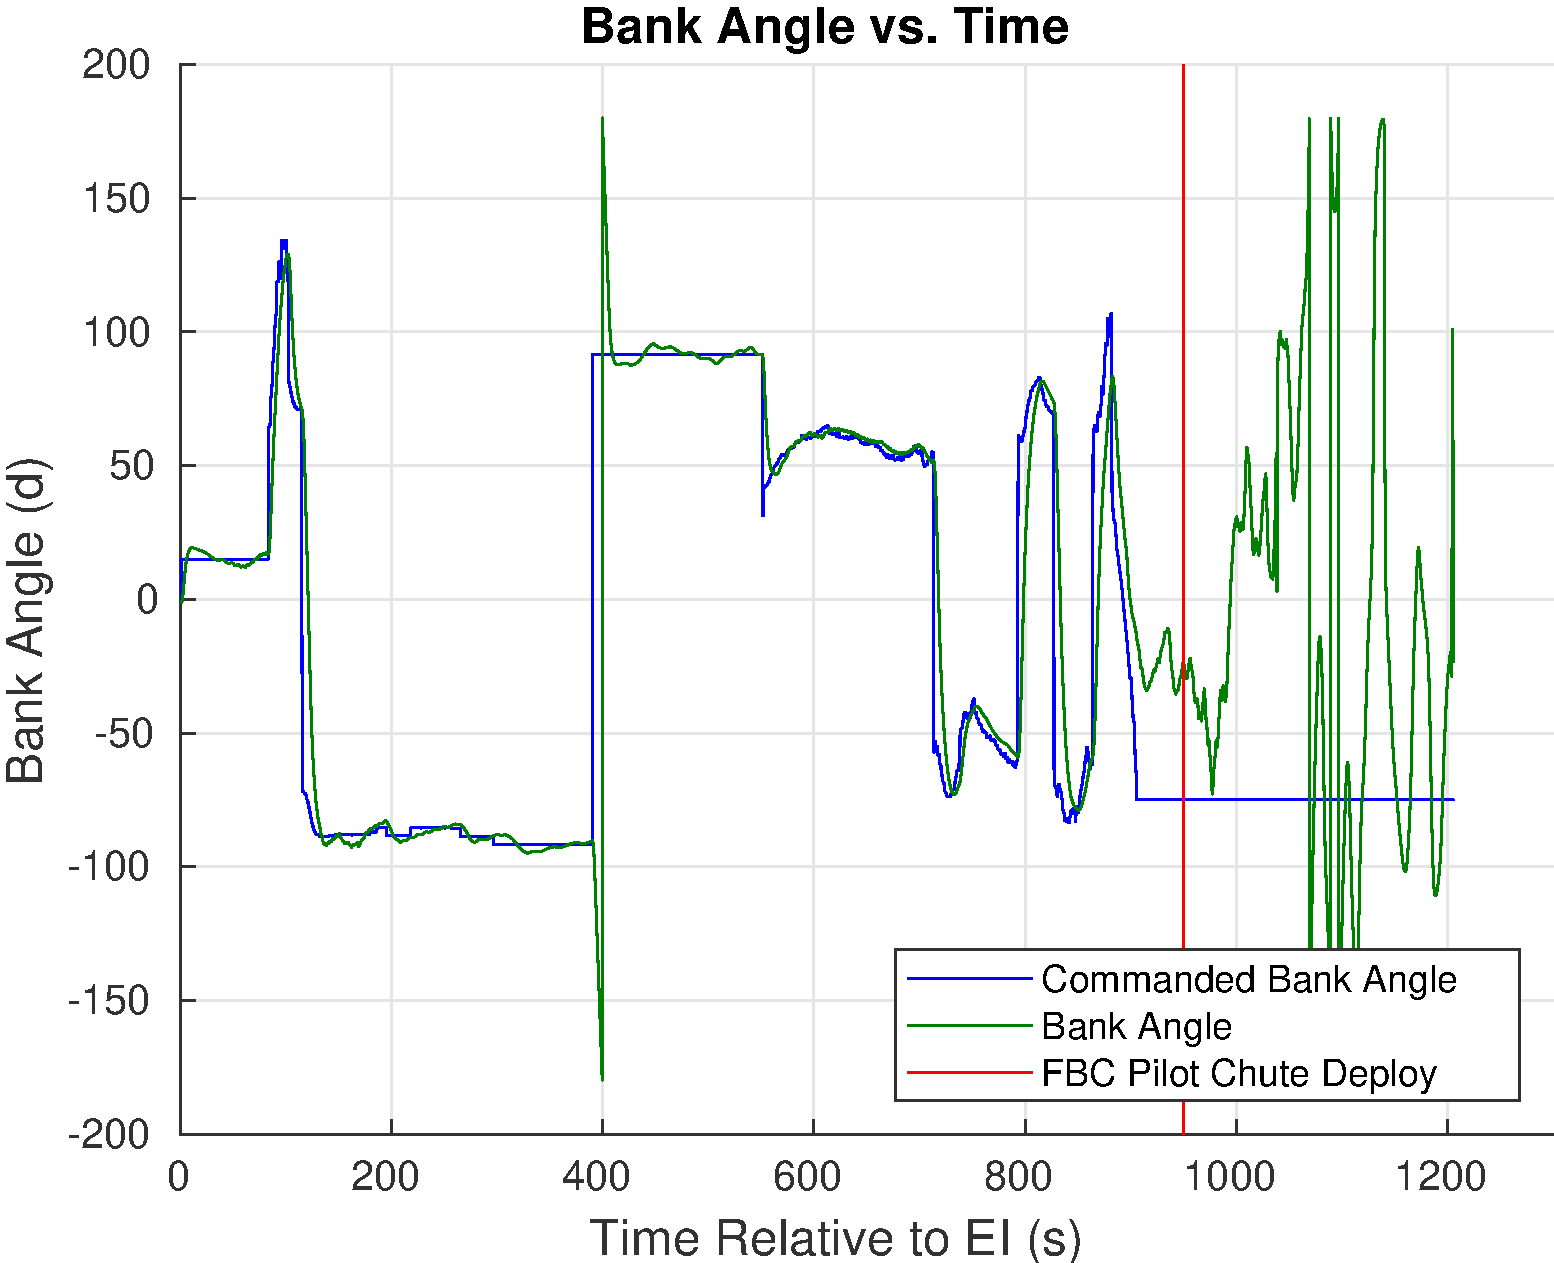 Bank Angle vs. Time
200
150
100
50
0
-50
-100
-150
-200
Bank Angle (d)
Commanded Bank Angle
Bank Angle
FBC Pilot Chute Deploy
0 200 400 600 800 1000 1200
Time Relative to EI (s)